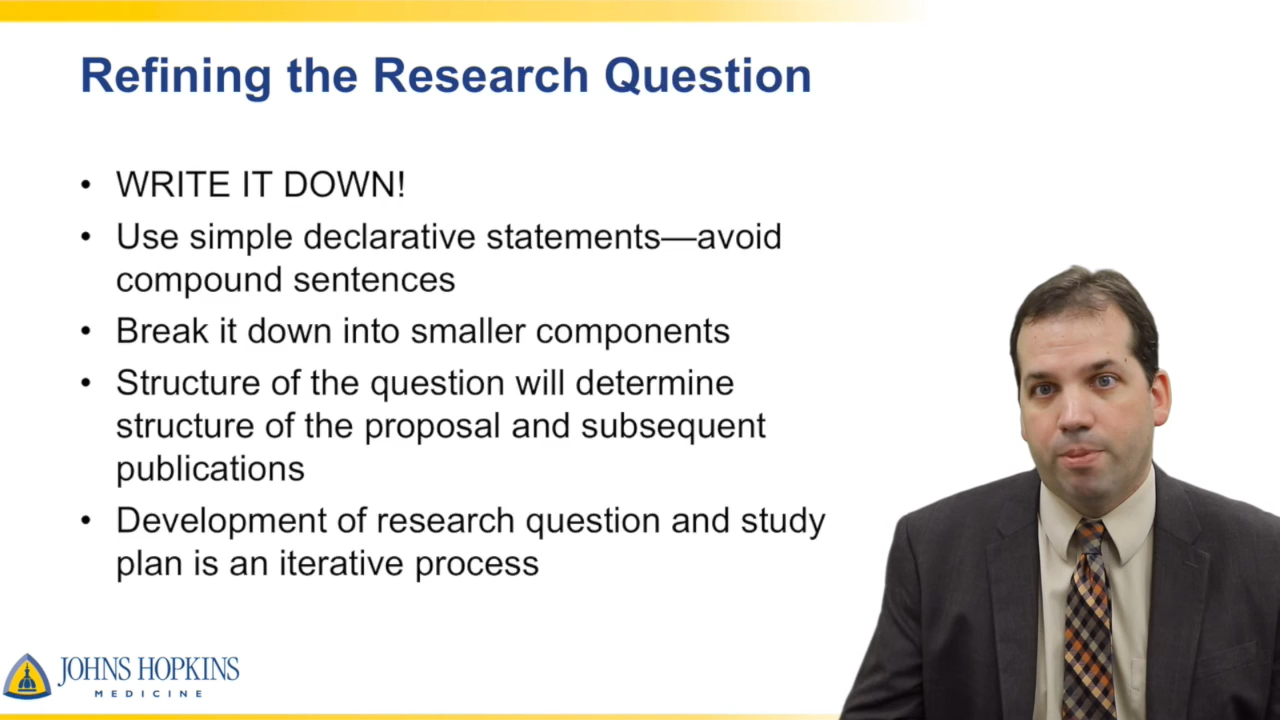 Refining the Research Question
• WRITE IT DOWN!
• Use simple declarative statements—avoid
compound sentences
• Break it down into smaller components
• Structure of the question will determine
structure of the proposal and subsequent
publications
• Development of research question and study
plan is an iterative process
JOHNS HOPKINS
MEDICINE